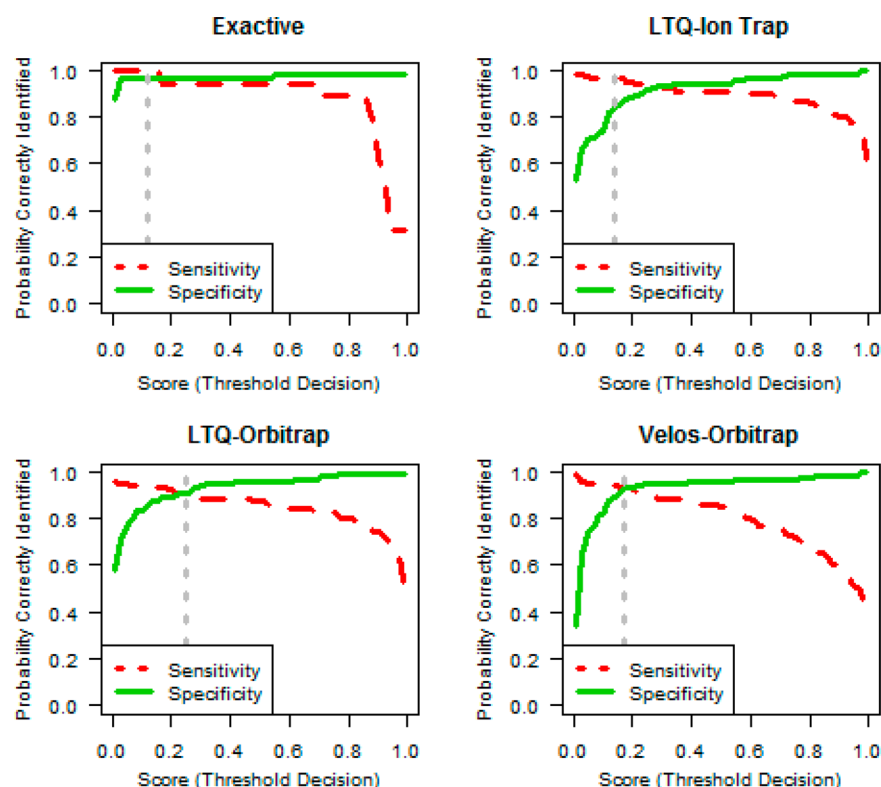 Exactive
Probability Correctly Identified
1.0
0.8
0.6
0.4
0.2
0.0
Sensitivity
Specificity
0.0 0.2 0.4 0.6 0.8 1.0
Score (Threshold Decision)
LTQ-Ion Trap
Probability Correctly Identified
1.0
0.8
0.6
0.4
0.2
0.0
Sensitivity
Specificity
0.0 0.2 0.4 0.6 0.8 1.0
Score (Threshold Decision)
LTQ-Orbitrap
Probability Correctly Identified
1.0
0.8
0.6
0.4
0.2
0.0
Sensitivity
Specificity
0.0 0.2 0.4 0.6 0.8 1.0
Score (Threshold Decision)
Velos-Orbitrap
Probability Correctly Identified
1.0
0.8
0.6
0.4
0.2
0.0
Sensitivity
Specificity
0.0 0.2 0.4 0.6 0.8 1.0
Score (Threshold Decision)